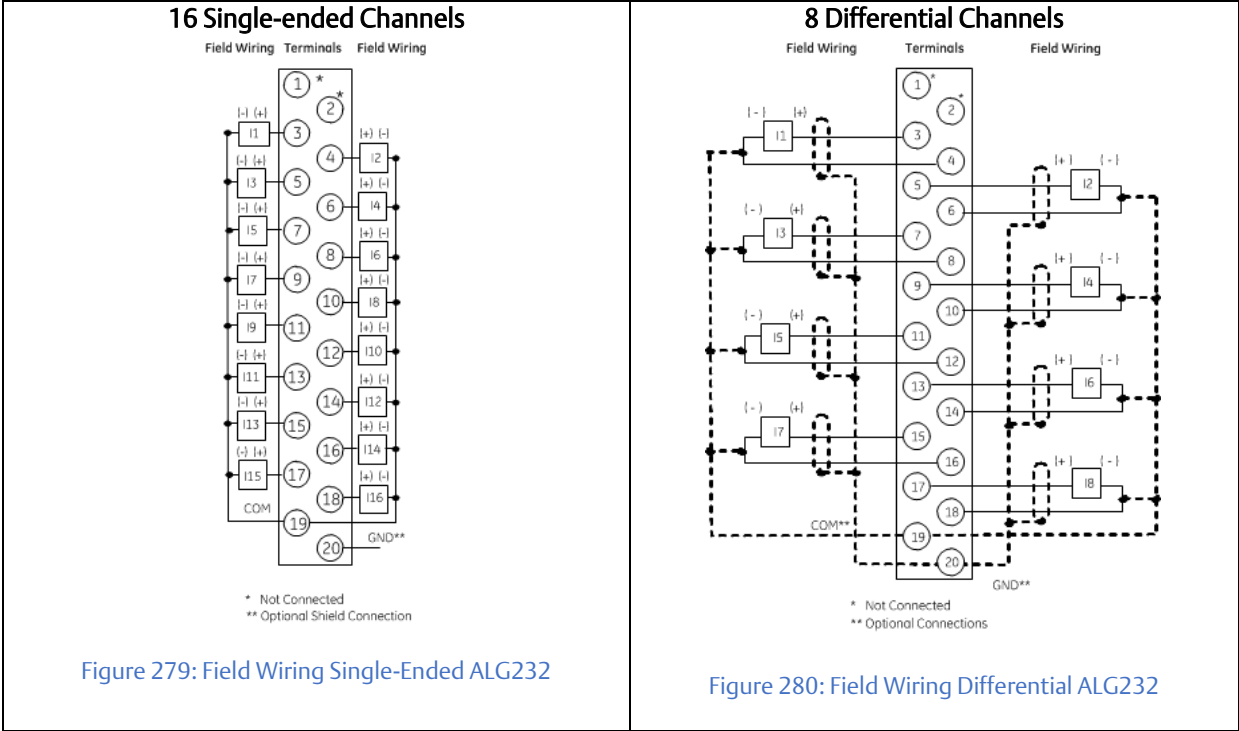 16 Single-ended Channels
Field Wiring Terminals Field Wiring
1 *
2 *
(-) (+)
I1 3
(+) (-)
4 I2
(-) (+)
I3 5
(+) (-)
6 I4
(-) (+)
I5 7
(+) (-)
8 I6
(-) (+)
I7 9
(+) (-)
10 I8
(-) (+)
I9 11
(+) (-)
12 I10
(-) (+)
I11 13
(+) (-)
14 I12
(-) (+)
I13 15
(+) (-)
16 I14
(-) (+)
I15 17
(+) (-)
18 I16
COM
19
20 GND**
* Not Connected
** Optional Shield Connection
Figure 279: Field Wiring Single-Ended ALG232
8 Differential Channels
Field Wiring Terminals Field Wiring
1 *
2 *
(-) (+)
I1 3
4
(+) (-)
5 I2
6
(-) (+)
I3 7
8
(+) (-)
9 I4
10
(-) (+)
I5 11
12
(+) (-)
13 I6
14
(-) (+)
I7 15
16
(+) (-)
17 I8
18
COM**
19
20
GND**
* Not Connected
** Optional Connections
Figure 280: Field Wiring Differential ALG232